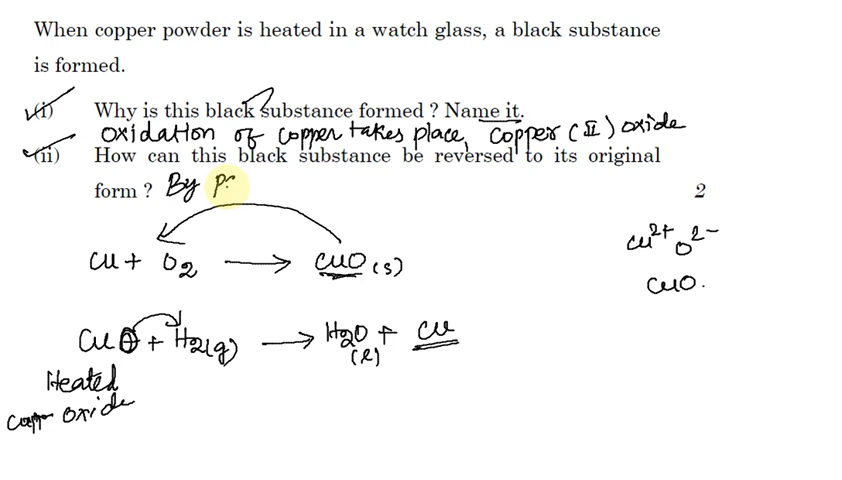 When copper powder is heated in a watch glass, a black substance
is formed.
(i) Why is this black substance formed ? Name it.
oxidation of copper takes place, copper (II) oxide
(ii) How can this black substance be reversed to its original
form ? By pr 2
Cu²⁺ O²⁻
Cu + O₂ → CuO (s)
CuO.
CuO + H₂(g) → H₂O + Cu
(l)
Heated
oxide